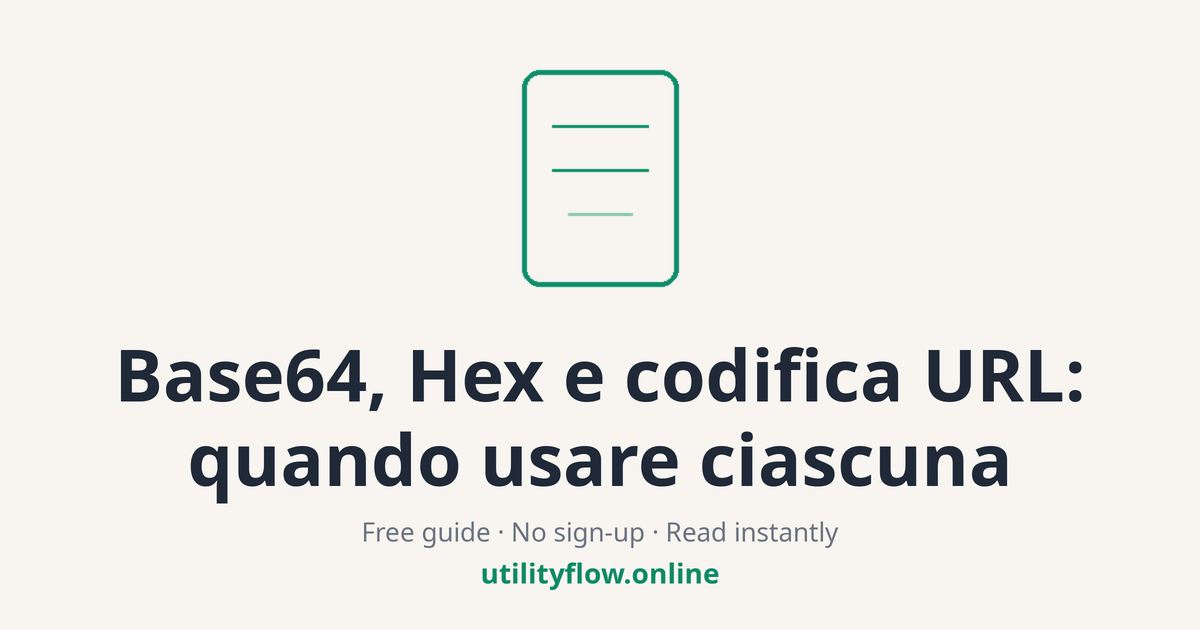 Base64, Hex e codifica URL:
quando usare ciascuna
Free guide · No sign-up · Read instantly
utilityflow.online